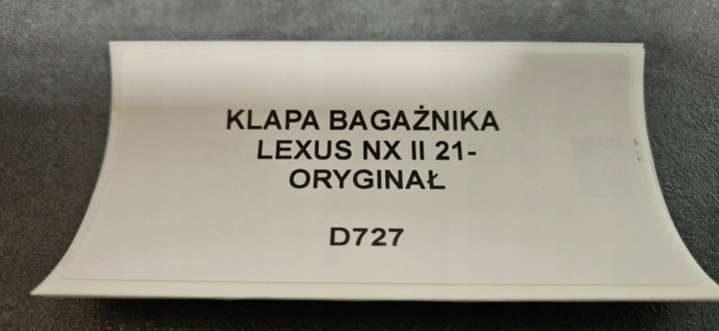 KLAPA BAGAŻNIKA
LEXUS NX II 21-
ORYGINAŁ
D727